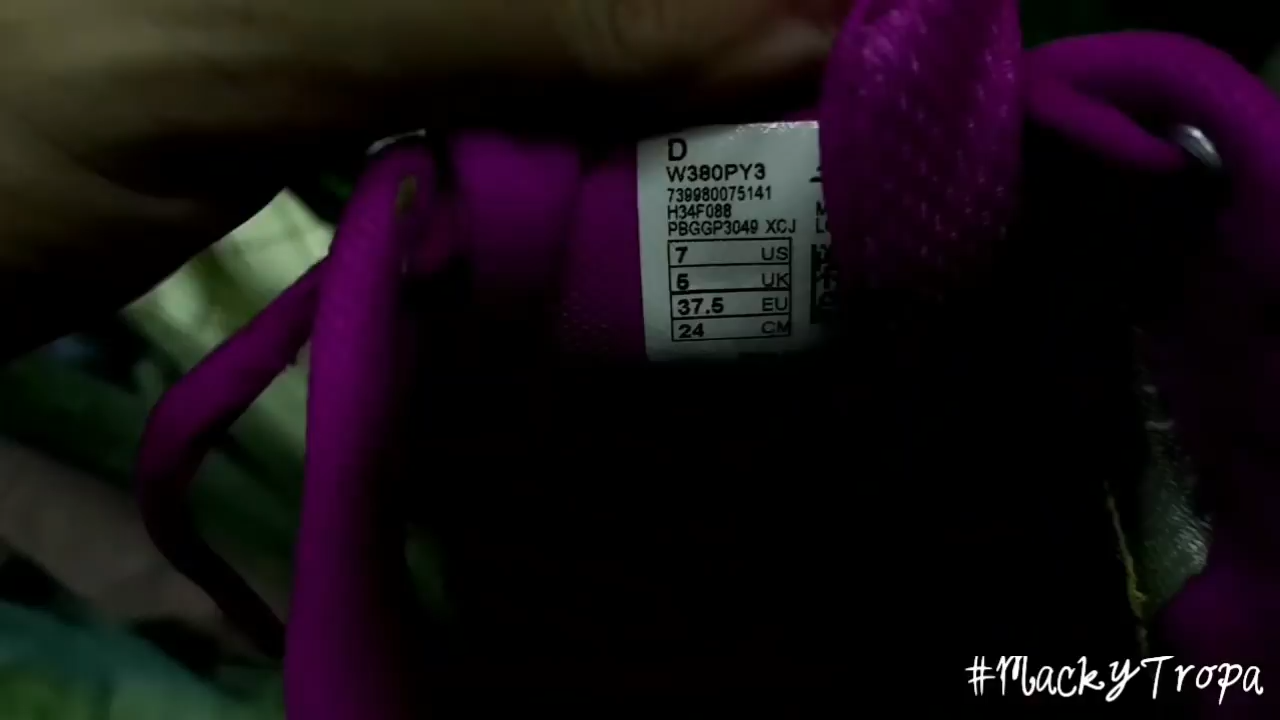 D
W380PY3
739980075141
H34F088
PBGGP3049 XCJ
7 US
5 UK
37.5 EU
24 CM
#MackyTropa